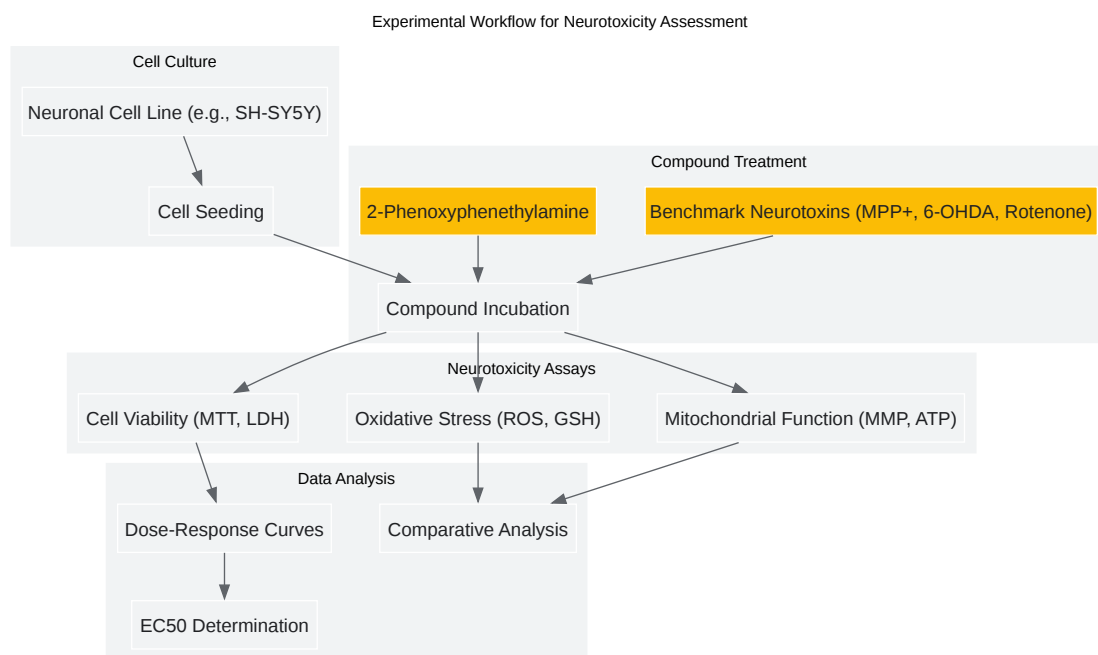 Experimental Workflow for Neurotoxicity Assessment
Cell Culture
Neuronal Cell Line (e.g., SH-SY5Y)
Cell Seeding
Compound Treatment
2-Phenoxyphenethylamine
Benchmark Neurotoxins (MPP+, 6-OHDA, Rotenone)
Compound Incubation
Neurotoxicity Assays
Cell Viability (MTT, LDH)
Oxidative Stress (ROS, GSH)
Mitochondrial Function (MMP, ATP)
Data Analysis
Dose-Response Curves
Comparative Analysis
EC50 Determination